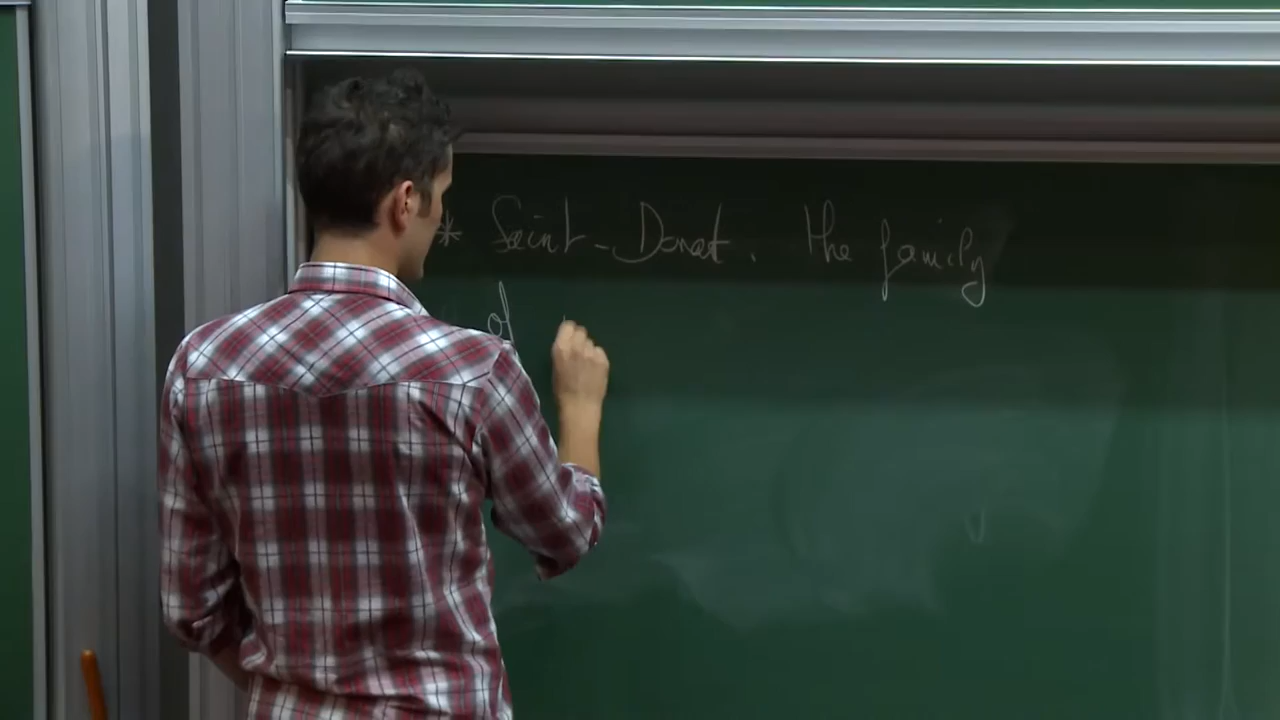 * Saint-Donat. The family
of